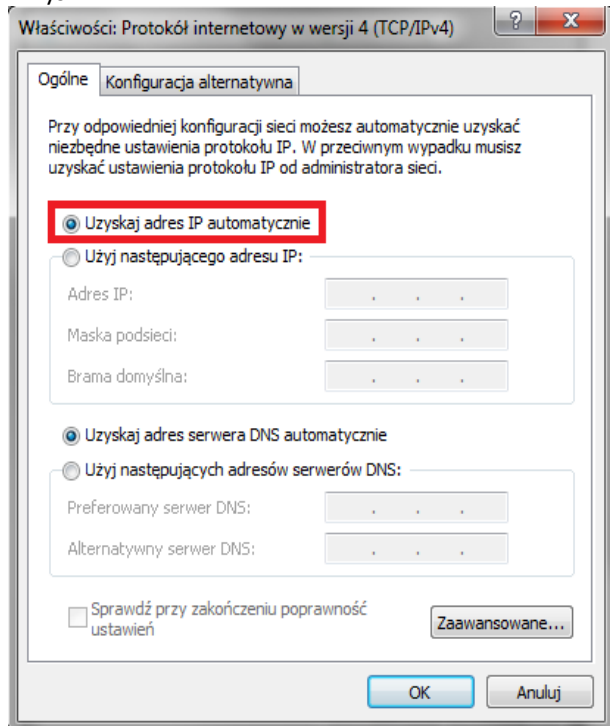 Właściwości: Protokół internetowy w wersji 4 (TCP/IPv4)
Ogólne
Konfiguracja alternatywna
Przy odpowiedniej konfiguracji sieci możesz automatycznie uzyskać
niezbędne ustawienia protokołu IP. W przeciwnym wypadku musisz
uzyskać ustawienia protokołu IP od administratora sieci.
Uzyskaj adres IP automatycznie
Użyj następującego adresu IP:
Adres IP:
Maska podsieci:
Brama domyślna:
Uzyskaj adres serwera DNS automatycznie
Użyj następujących adresów serwerów DNS:
Preferowany serwer DNS:
Alternatywny serwer DNS:
Sprawdź przy zakończeniu poprawność
ustawień
Zaawansowane...
OK
Anuluj